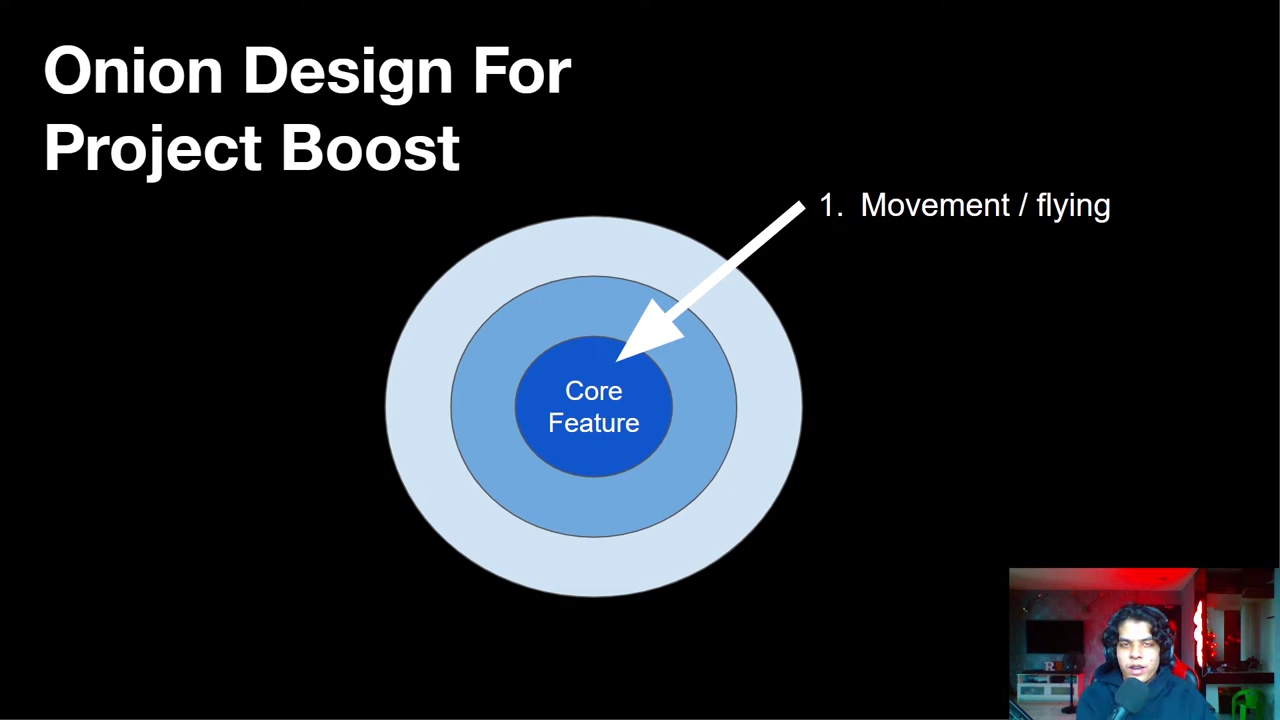 Onion Design For
Project Boost
1. Movement / flying
Core
Feature